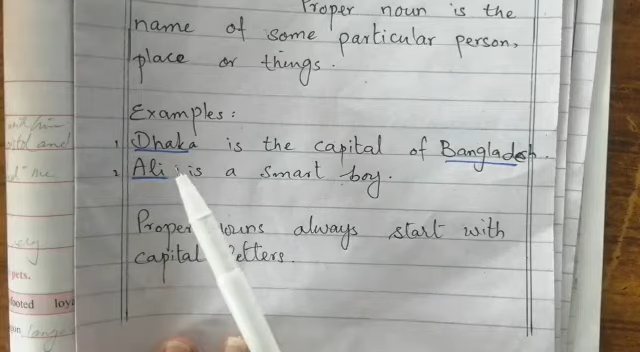 Proper noun is the
name of some particular person,
place or things.
Examples:
1. Dhaka is the capital of Bangladesh.
2. Ali is a smart boy.
Proper nouns always start with
capital letters.
pets.
footed